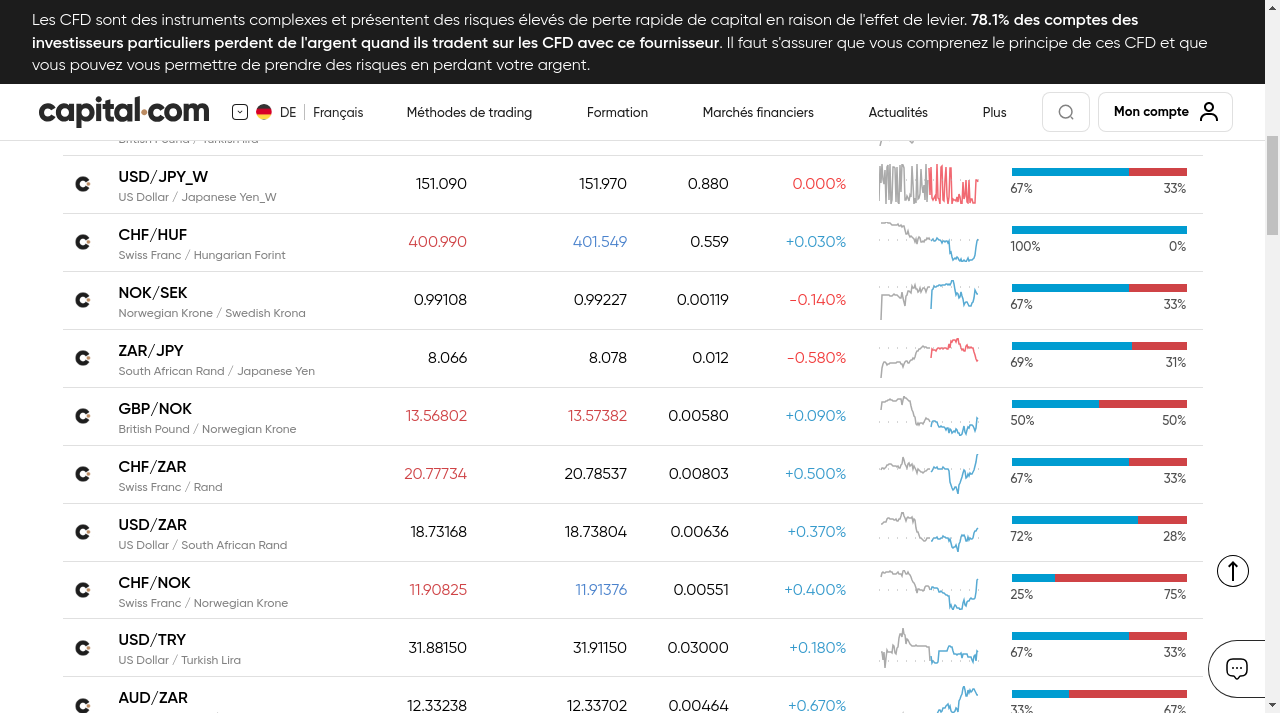 Les CFD sont des instruments complexes et présentent des risques élevés de perte rapide de capital en raison de l'effet de levier. 78.1% des comptes des
investisseurs particuliers perdent de l'argent quand ils tradent sur les CFD avec ce fournisseur. Il faut s'assurer que vous comprenez le principe de ces CFD et que
vous pouvez vous permettre de prendre des risques en perdant votre argent.
capital.com DE Français Méthodes de trading Formation Marchés financiers Actualités Plus Mon compte
British Pound / Turkish lira
USD/JPY_W 151.090 151.970 0.880 0.000%
US Dollar / Japanese Yen_W 67% 33%
CHF/HUF 400.990 401.549 0.559 +0.030%
Swiss Franc / Hungarian Forint 100% 0%
NOK/SEK 0.99108 0.99227 0.00119 -0.140%
Norwegian Krone / Swedish Krona 67% 33%
ZAR/JPY 8.066 8.078 0.012 -0.580%
South African Rand / Japanese Yen 69% 31%
GBP/NOK 13.56802 13.57382 0.00580 +0.090%
British Pound / Norwegian Krone 50% 50%
CHF/ZAR 20.77734 20.78537 0.00803 +0.500%
Swiss Franc / Rand 67% 33%
USD/ZAR 18.73168 18.73804 0.00636 +0.370%
US Dollar / South African Rand 72% 28%
CHF/NOK 11.90825 11.91376 0.00551 +0.400%
Swiss Franc / Norwegian Krone 25% 75%
USD/TRY 31.88150 31.91150 0.03000 +0.180%
US Dollar / Turkish Lira 67% 33%
AUD/ZAR 12.33238 12.33702 0.00464 +0.670%
33% 67%